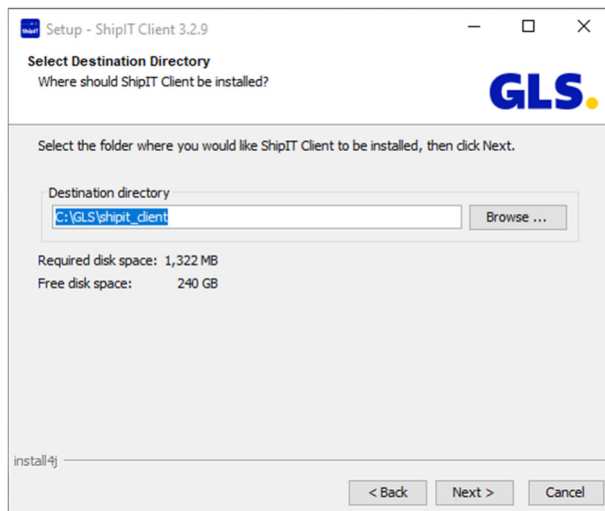 ShipIT
Setup - ShipIT Client 3.2.9
Select Destination Directory
Where should ShipIT Client be installed?
GLS.
Select the folder where you would like ShipIT Client to be installed, then click Next.
Destination directory
C:\GLS\shipit_client
Browse ...
Required disk space: 1,322 MB
Free disk space: 240 GB
install4j
< Back
Next >
Cancel